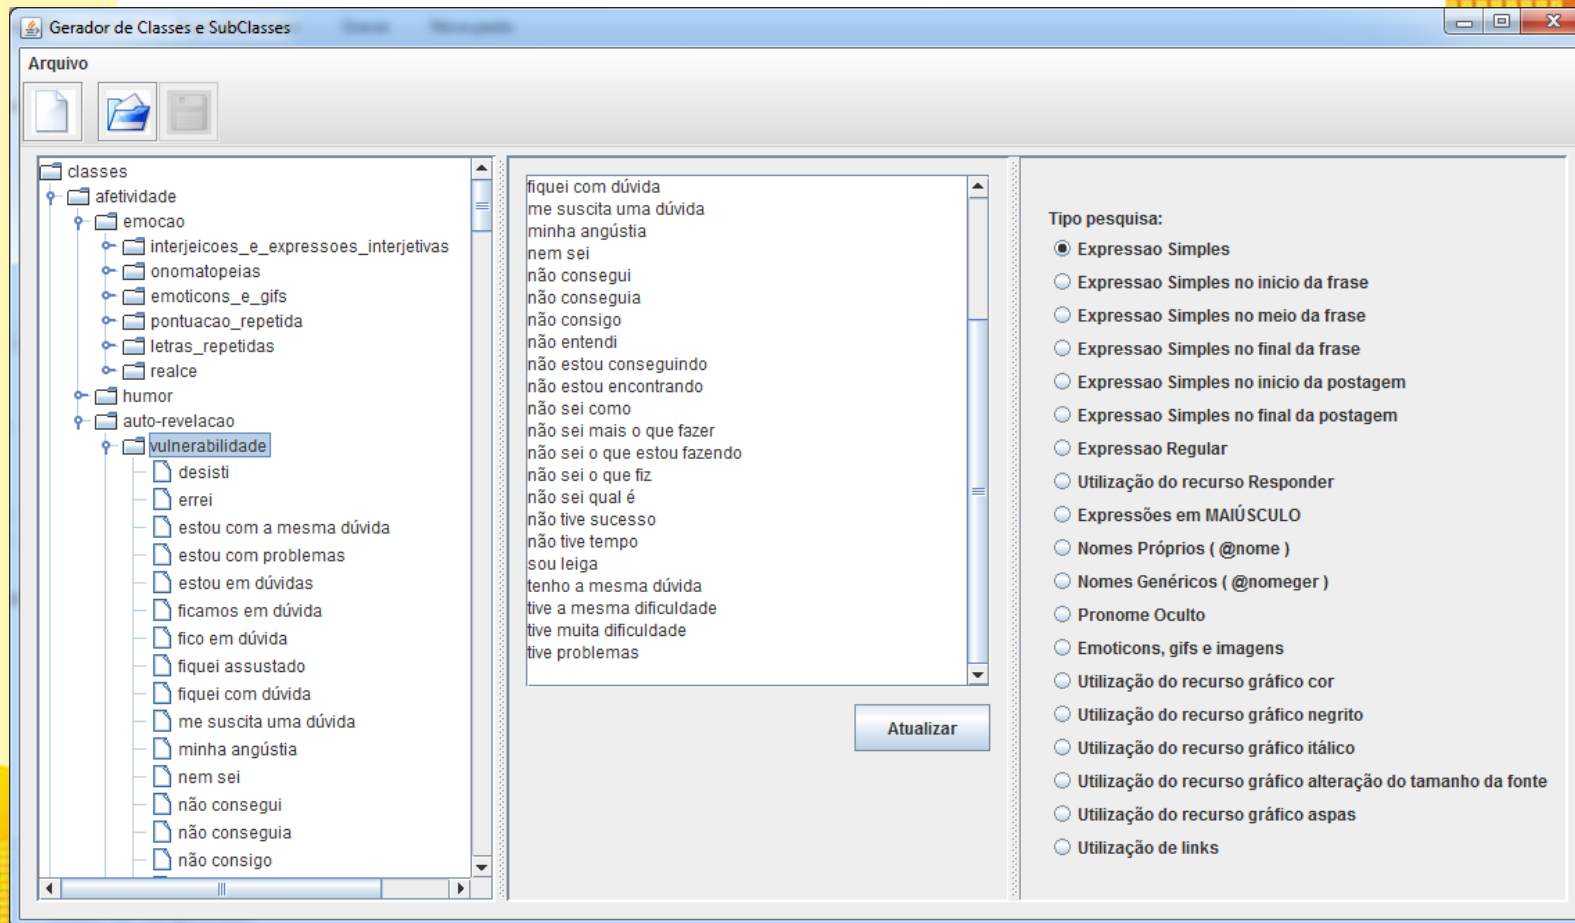 Gerador de Classes e SubClasses
Arquivo
classes
afetividade
emocao
interjeicoes_e_expressoes_interjetivas
onomatopeias
emoticons_e_gifs
pontuacao_repetida
letras_repetidas
realce
humor
auto-revelacao
vulnerabilidade
desisti
errei
estou com a mesma dúvida
estou com problemas
estou em dúvidas
ficamos em dúvida
fico em dúvida
fiquei assustado
fiquei com dúvida
me suscita uma dúvida
minha angústia
nem sei
não consegui
não conseguia
não consigo
fiquei com dúvida
me suscita uma dúvida
minha angústia
nem sei
não consegui
não conseguia
não consigo
não entendi
não estou conseguindo
não estou encontrando
não sei como
não sei mais o que fazer
não sei o que estou fazendo
não sei o que fiz
não sei qual é
não tive sucesso
não tive tempo
sou leiga
tenho a mesma dúvida
tive a mesma dificuldade
tive muita dificuldade
tive problemas
Atualizar
Tipo pesquisa:
Expressao Simples
Expressao Simples no inicio da frase
Expressao Simples no meio da frase
Expressao Simples no final da frase
Expressao Simples no inicio da postagem
Expressao Simples no final da postagem
Expressao Regular
Utilização do recurso Responder
Expressões em MAIÚSCULO
Nomes Próprios ( @nome )
Nomes Genéricos ( @nomeger )
Pronome Oculto
Emoticons, gifs e imagens
Utilização do recurso gráfico cor
Utilização do recurso gráfico negrito
Utilização do recurso gráfico itálico
Utilização do recurso gráfico alteração do tamanho da fonte
Utilização do recurso gráfico aspas
Utilização de links